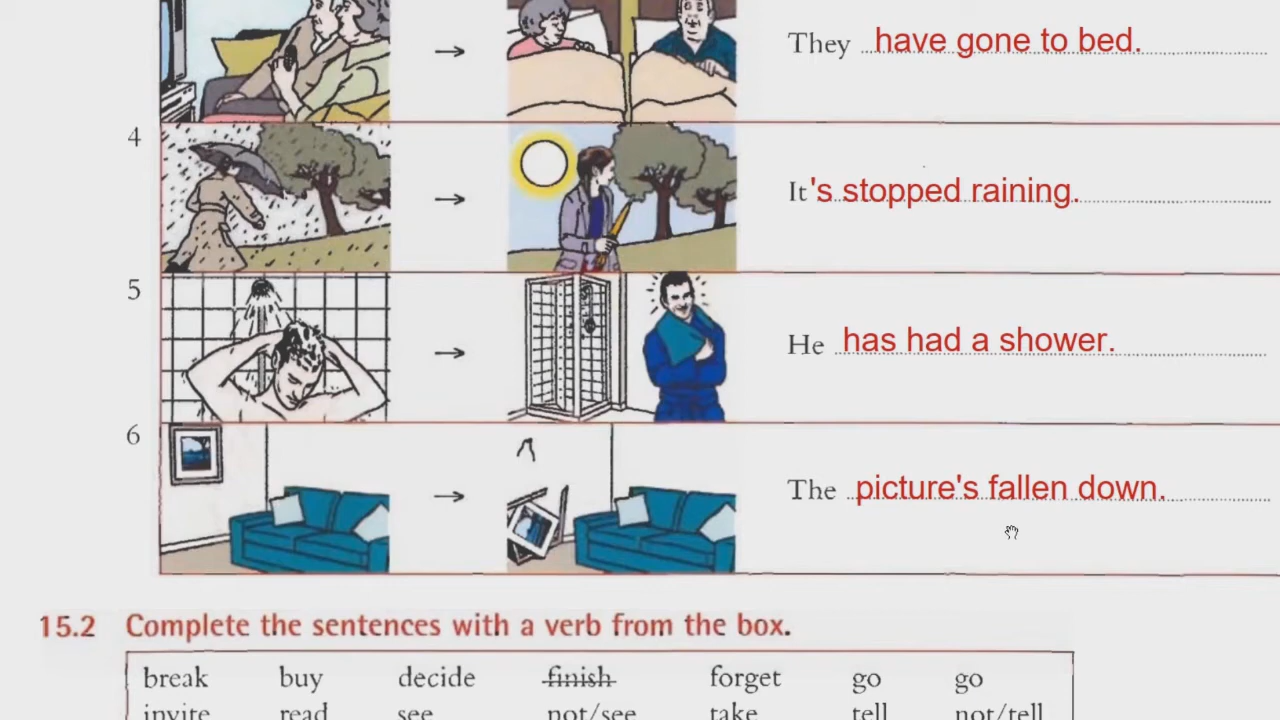 They have gone to bed.
4
It's stopped raining.
5
He has had a shower.
6
The picture's fallen down.
15.2 Complete the sentences with a verb from the box.
break buy decide finish forget go go
invite read see not/see take tell not/tell